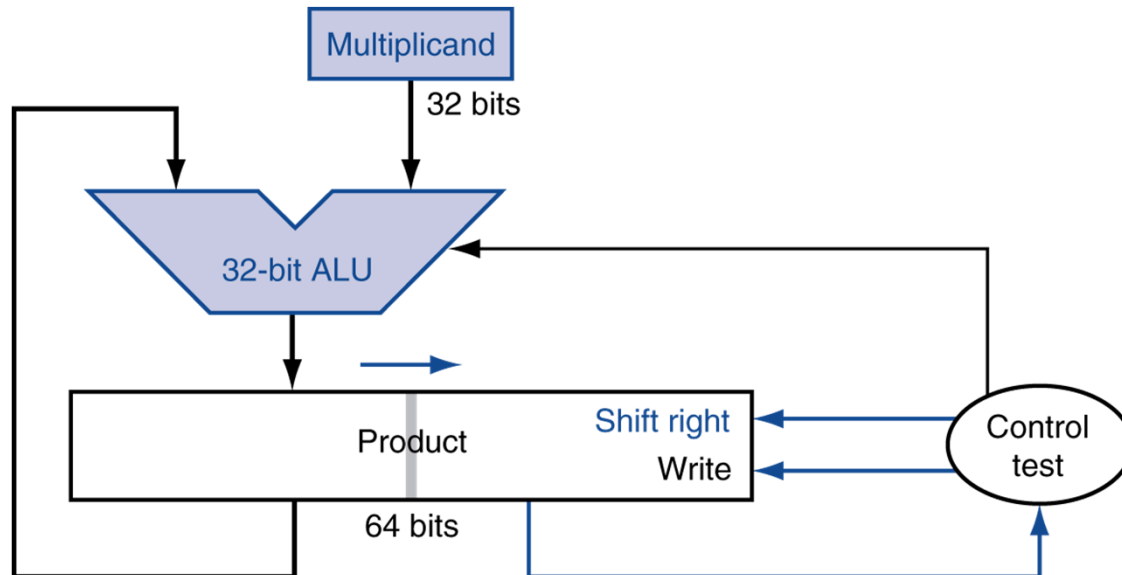 Multiplicand
32 bits
32-bit ALU
Product
Shift right
Write
64 bits
Control
test